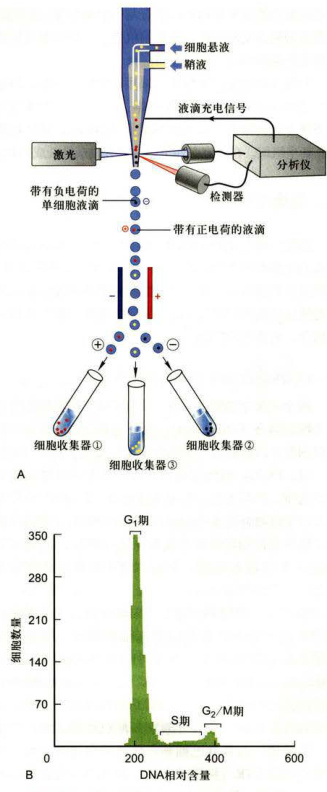 细胞悬液
鞘液
液滴充电信号
激光
分析仪
检测器
带有负电荷的
单细胞液滴
−
+
带有正电荷的液滴
−
+
+
−
细胞收集器①
细胞收集器②
细胞收集器③
A
G₁期
350
280
210
140
70
细胞数量
S期
G₂/M期
0
200
400
600
B
DNA相对含量